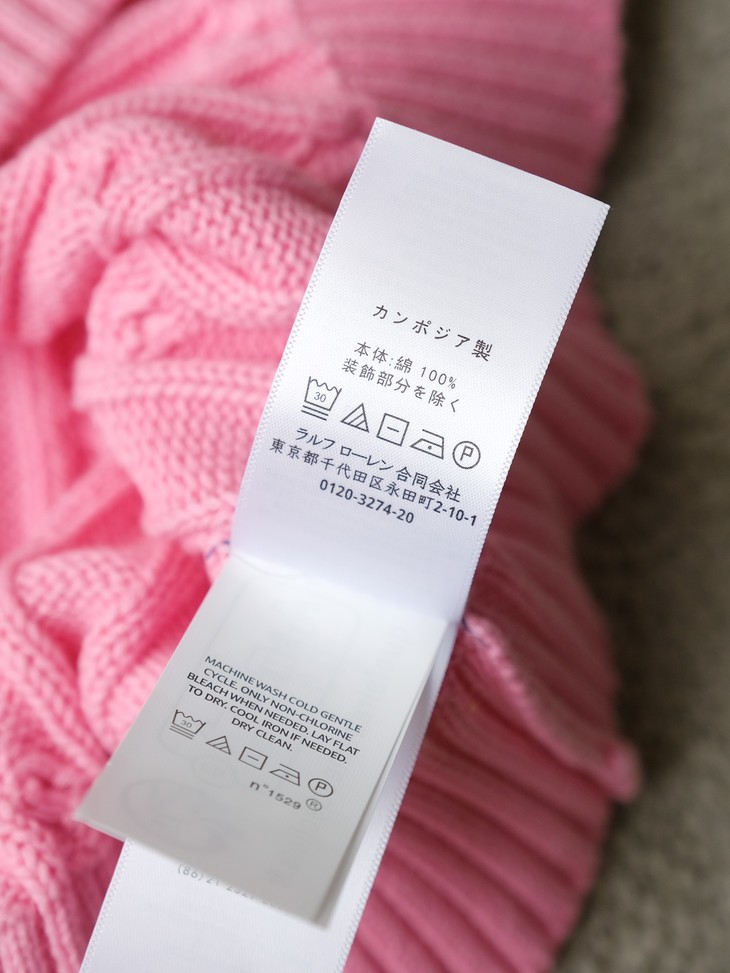 カンポジア製
本体:綿 100%
装飾部分を除く
30
P
ラルフ ローレン合同会社
東京都千代田区永田町2-10-1
0120-3274-20
MACHINE WASH COLD GENTLE
CYCLE. ONLY NON-CHLORINE
BLEACH WHEN NEEDED. LAY FLAT
TO DRY. COOL IRON IF NEEDED.
DRY CLEAN.
30
P
n°1529 ®